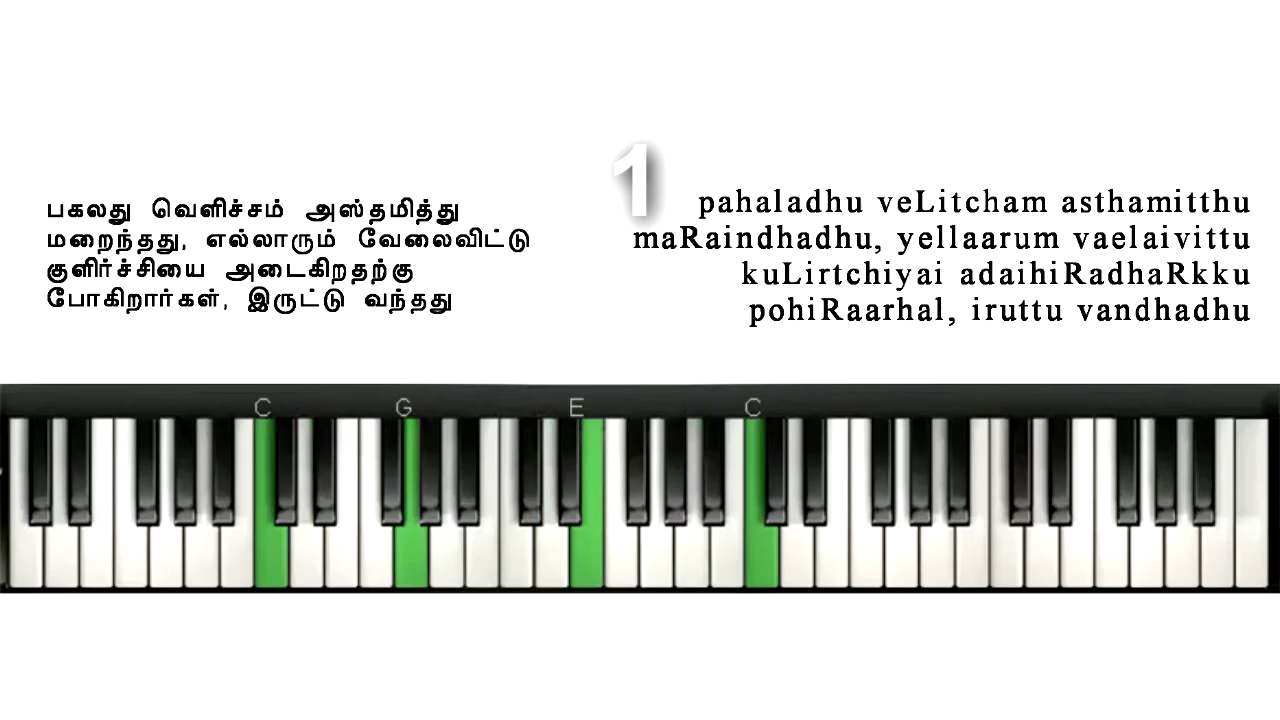 1
பகலது வெளிச்சம் அஸ்தமித்து
மறைந்தது, எல்லாரும் வேலைவிட்டு
குளிர்ச்சியை அடைகிறதற்கு
போகிறார்கள், இருட்டு வந்தது
pahaladhu veLitcham asthamitthu
maRaindhadhu, yellaarum vaelaivittu
kuLirtchiyai adaihiRadhaRkku
pohiRaarhal, iruttu vandhadhu
C G E C